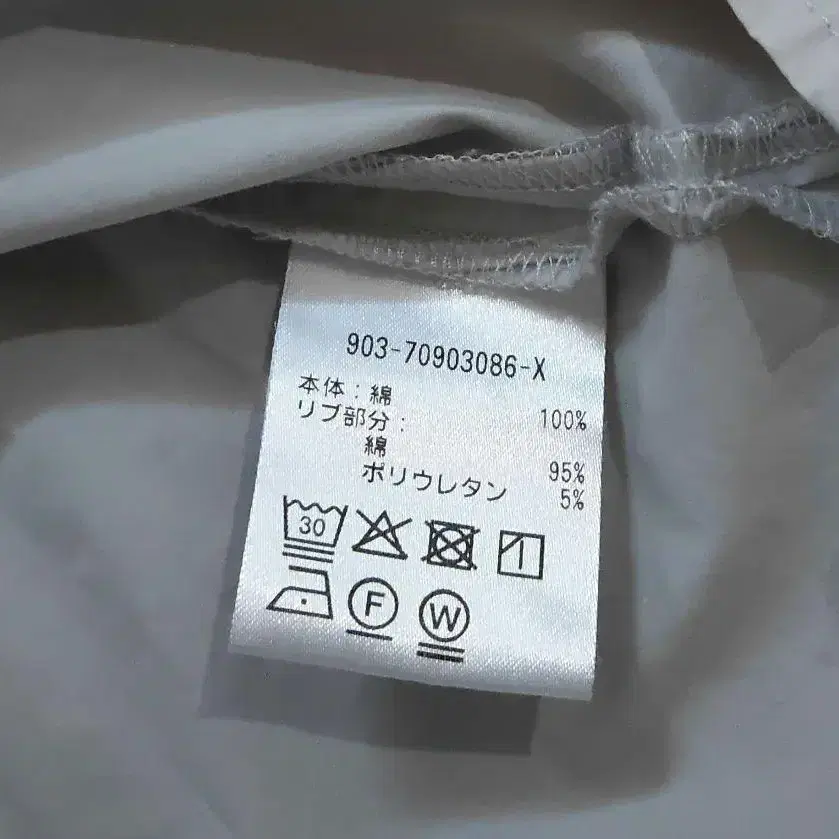 903-70903086-X
本体：綿 100%
リブ部分：
綿 95%
ポリウレタン 5%
30
F W